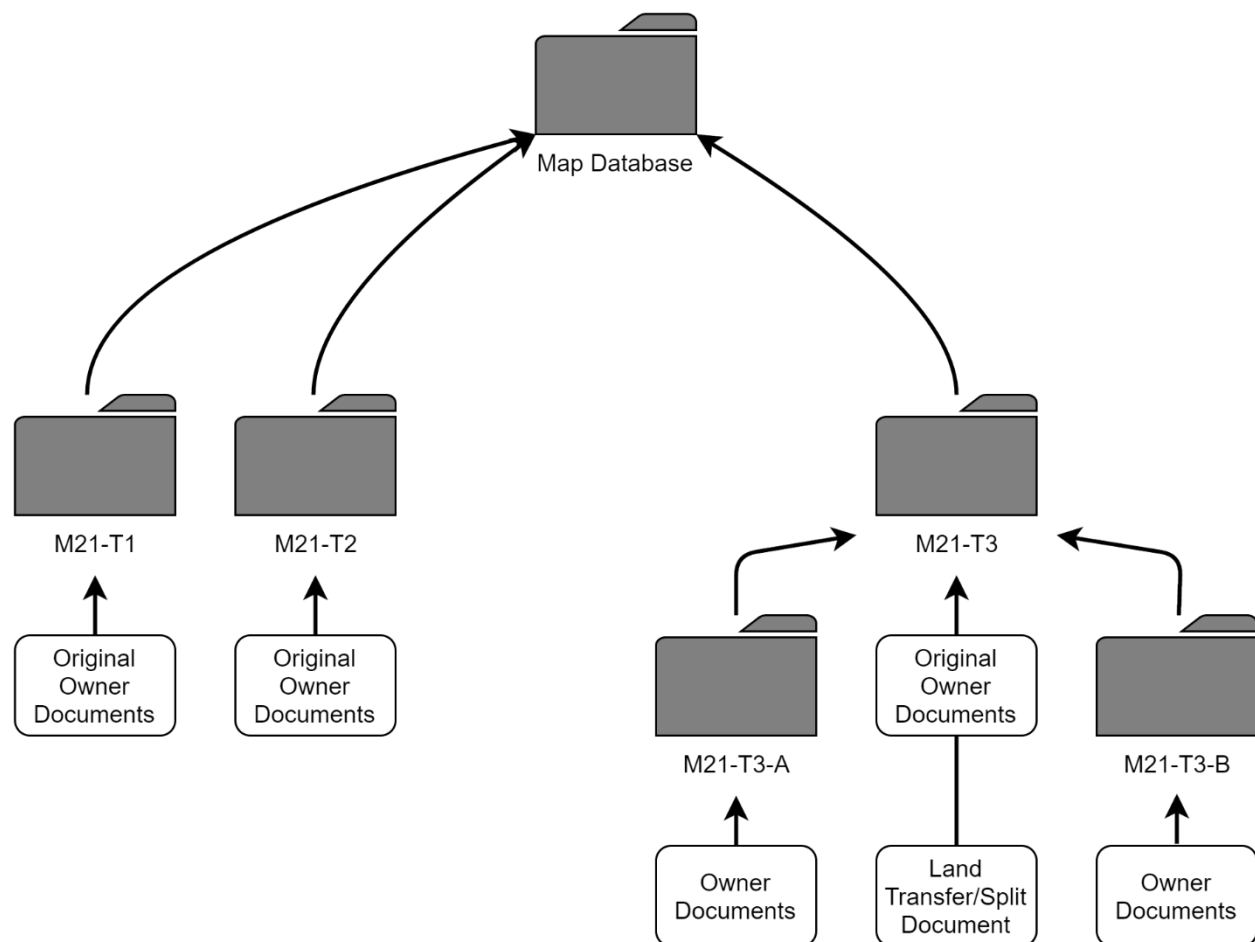 Map Database
M21-T1
M21-T2
M21-T3
Original
Owner
Documents
Original
Owner
Documents
Original
Owner
Documents
M21-T3-A
M21-T3-B
Owner
Documents
Land
Transfer/Split
Document
Owner
Documents